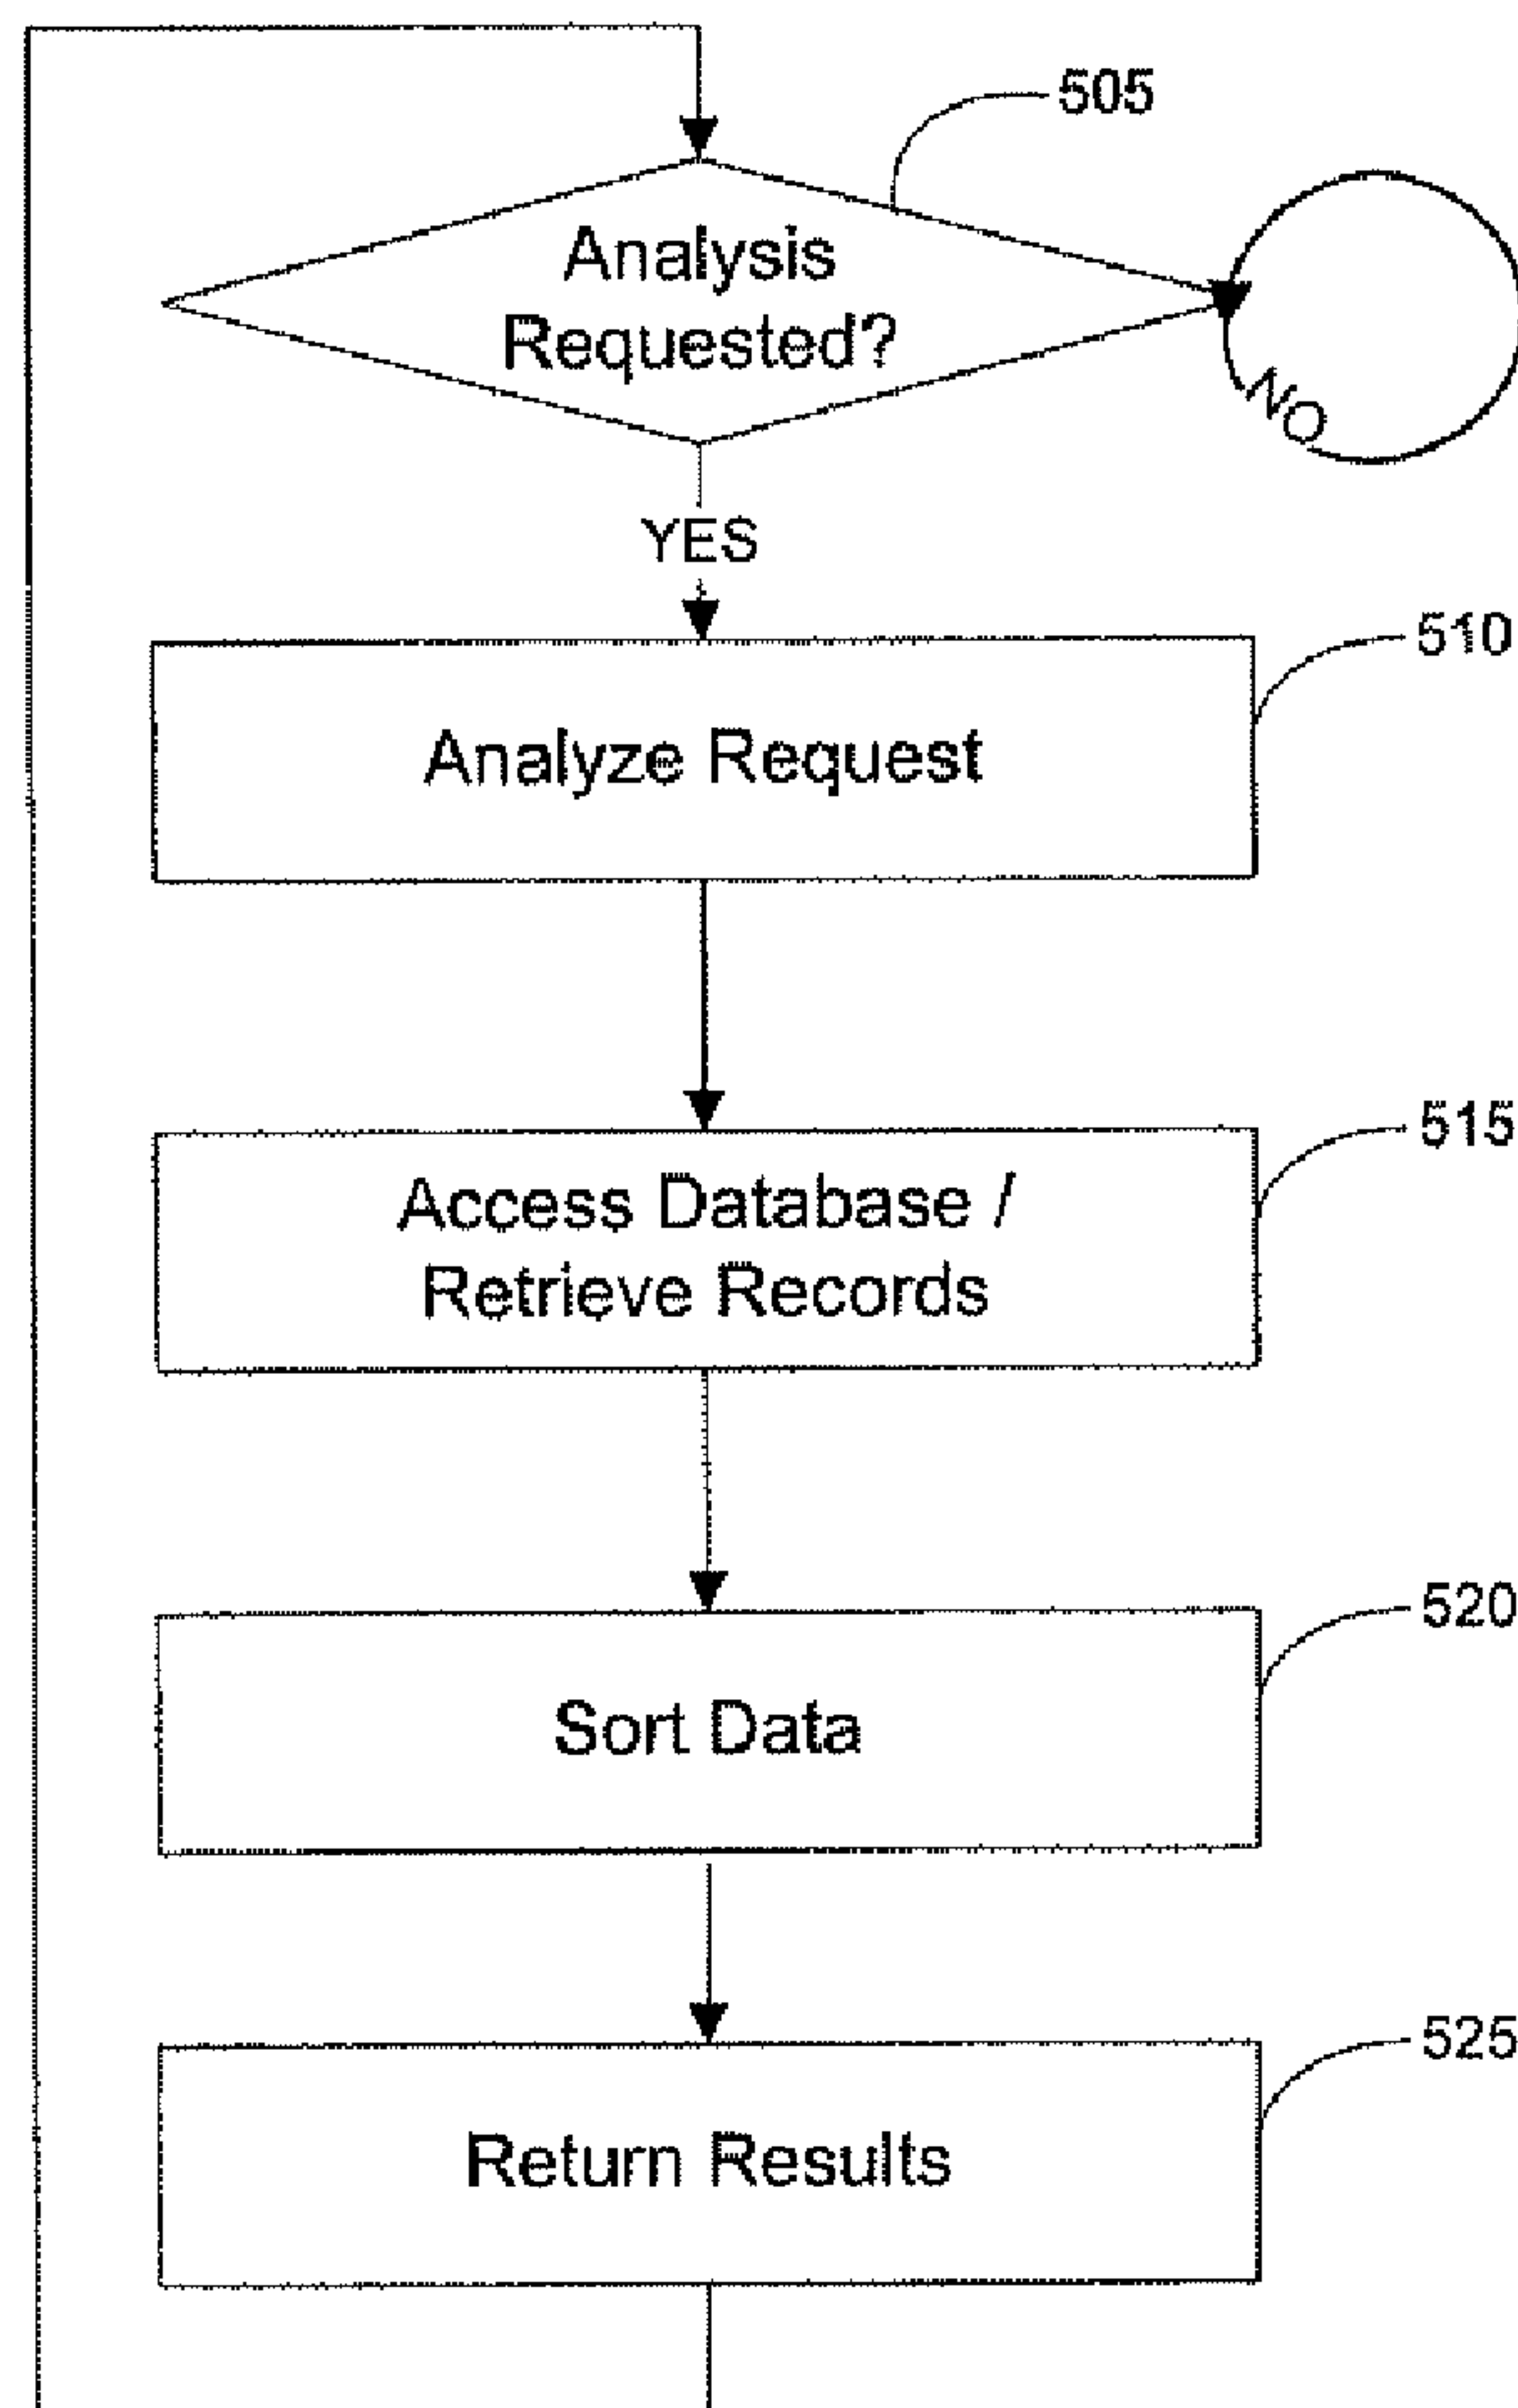 505
Analysis
Requested?
NO
YES
510
Analyze Request
515
Access Database /
Retrieve Records
520
Sort Data
525
Return Results